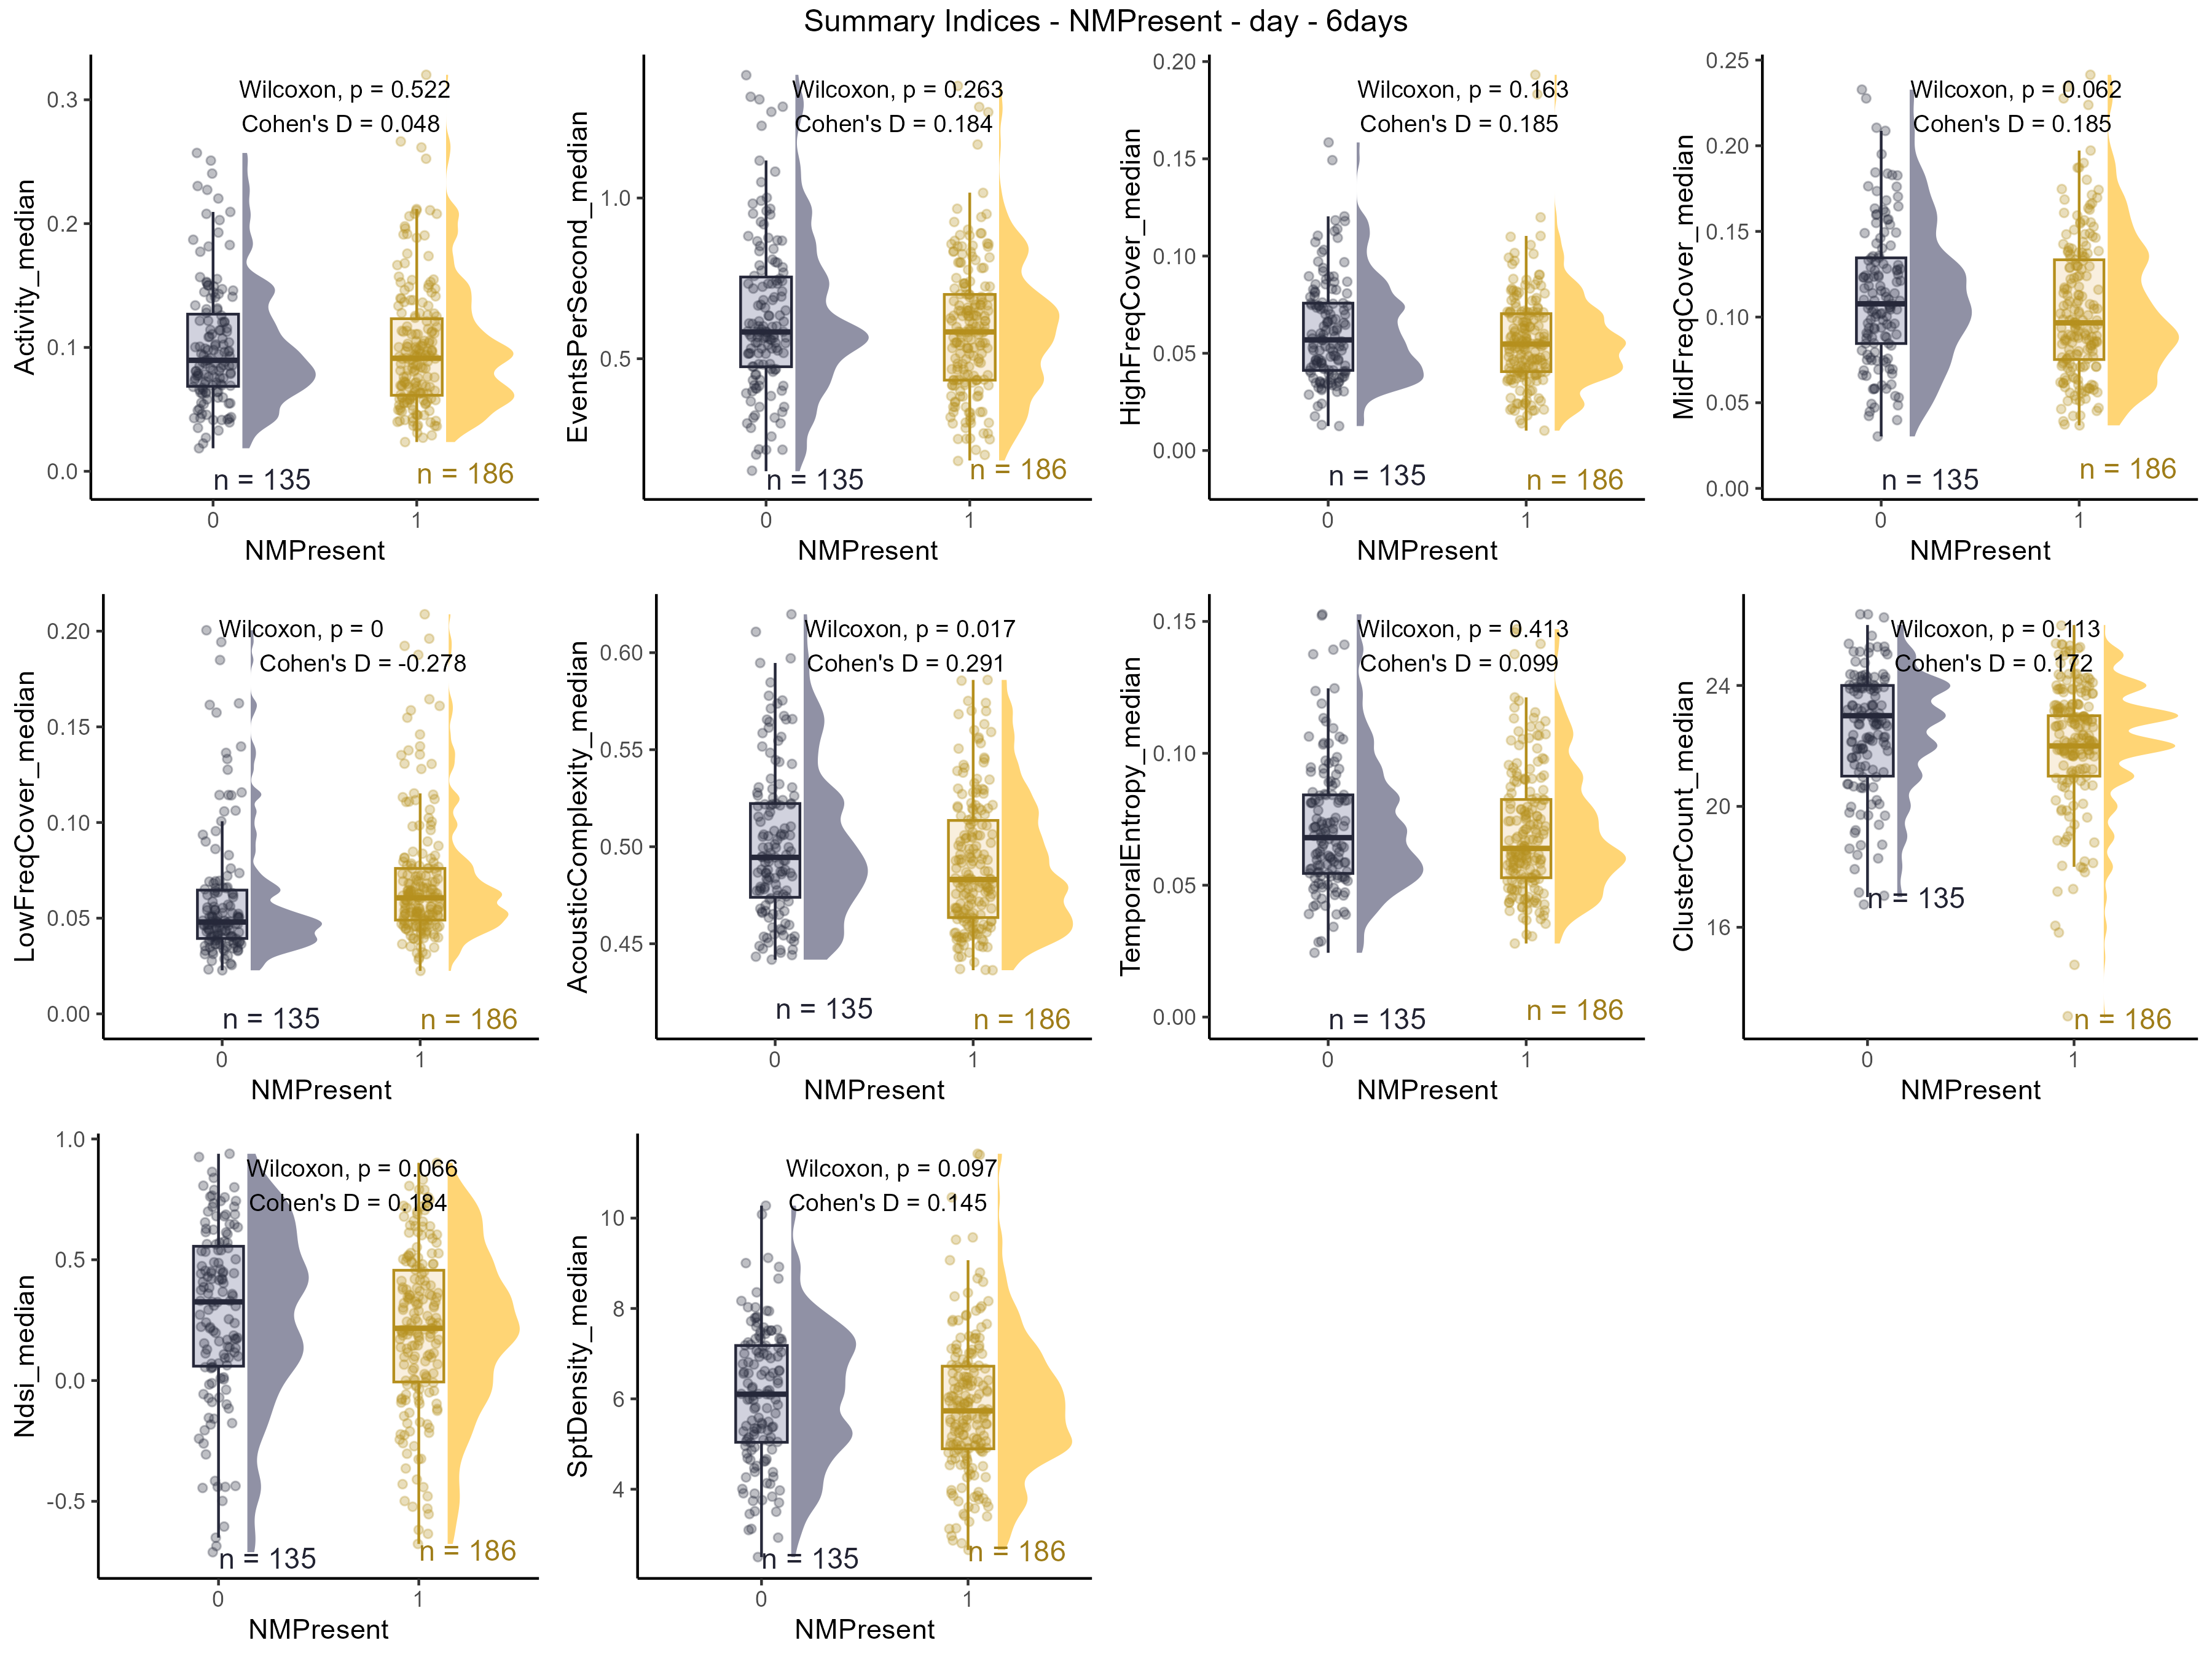 Summary Indices - NMPresent - day - 6days
Activity_median
0.3
0.2
0.1
0.0
Wilcoxon, p = 0.522
Cohen's D = 0.048
n = 135
n = 186
0 1
NMPresent
EventsPerSecond_median
1.0
0.5
Wilcoxon, p = 0.263
Cohen's D = 0.184
n = 135
n = 186
0 1
NMPresent
HighFreqCover_median
0.20
0.15
0.10
0.05
0.00
Wilcoxon, p = 0.163
Cohen's D = 0.185
n = 135
n = 186
0 1
NMPresent
MidFreqCover_median
0.25
0.20
0.15
0.10
0.05
0.00
Wilcoxon, p = 0.062
Cohen's D = 0.185
n = 135
n = 186
0 1
NMPresent
LowFreqCover_median
0.20
0.15
0.10
0.05
0.00
Wilcoxon, p = 0
Cohen's D = -0.278
n = 135
n = 186
0 1
NMPresent
AcousticComplexity_median
0.60
0.55
0.50
0.45
Wilcoxon, p = 0.017
Cohen's D = 0.291
n = 135
n = 186
0 1
NMPresent
TemporalEntropy_median
0.15
0.10
0.05
0.00
Wilcoxon, p = 0.413
Cohen's D = 0.099
n = 135
n = 186
0 1
NMPresent
ClusterCount_median
24
20
16
Wilcoxon, p = 0.113
Cohen's D = 0.172
n = 135
n = 186
0 1
NMPresent
Ndsi_median
1.0
0.5
0.0
-0.5
Wilcoxon, p = 0.066
Cohen's D = 0.184
n = 135
n = 186
0 1
NMPresent
SptDensity_median
10
8
6
4
Wilcoxon, p = 0.097
Cohen's D = 0.145
n = 135
n = 186
0 1
NMPresent